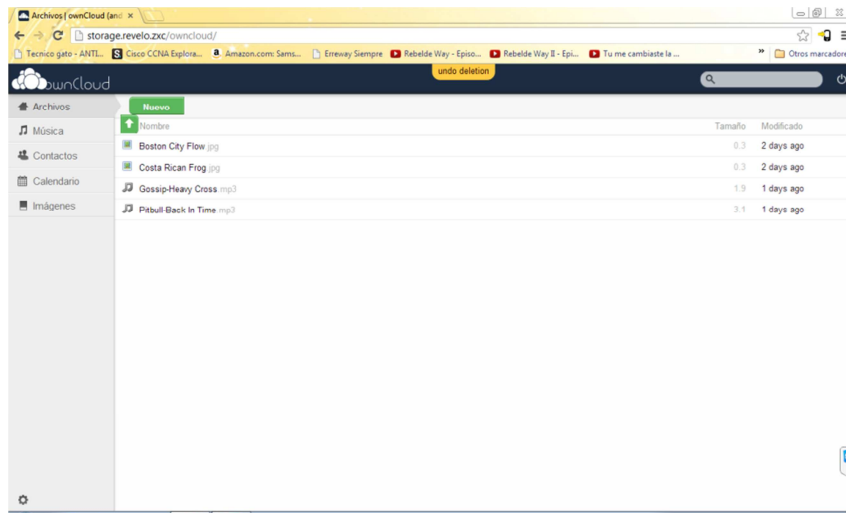 Archivos | ownCloud (and
storage.revelo.zxc/owncloud/
Tecnico gato - ANTI... Cisco CCNA Explora... Amazon.com: Sams... Erreway Siempre Rebelde Way - Episo... Rebelde Way II - Epi... Tu me cambiaste la ... » Otros marcadore
ownCloud undo deletion
Archivos Nuevo
Nombre Tamaño Modificado
Música
Boston City Flow.jpg 0.3 2 days ago
Contactos
Costa Rican Frog.jpg 0.3 2 days ago
Calendario
Gossip-Heavy Cross.mp3 1.9 1 days ago
Imágenes
Pitbull-Back In Time.mp3 3.1 1 days ago